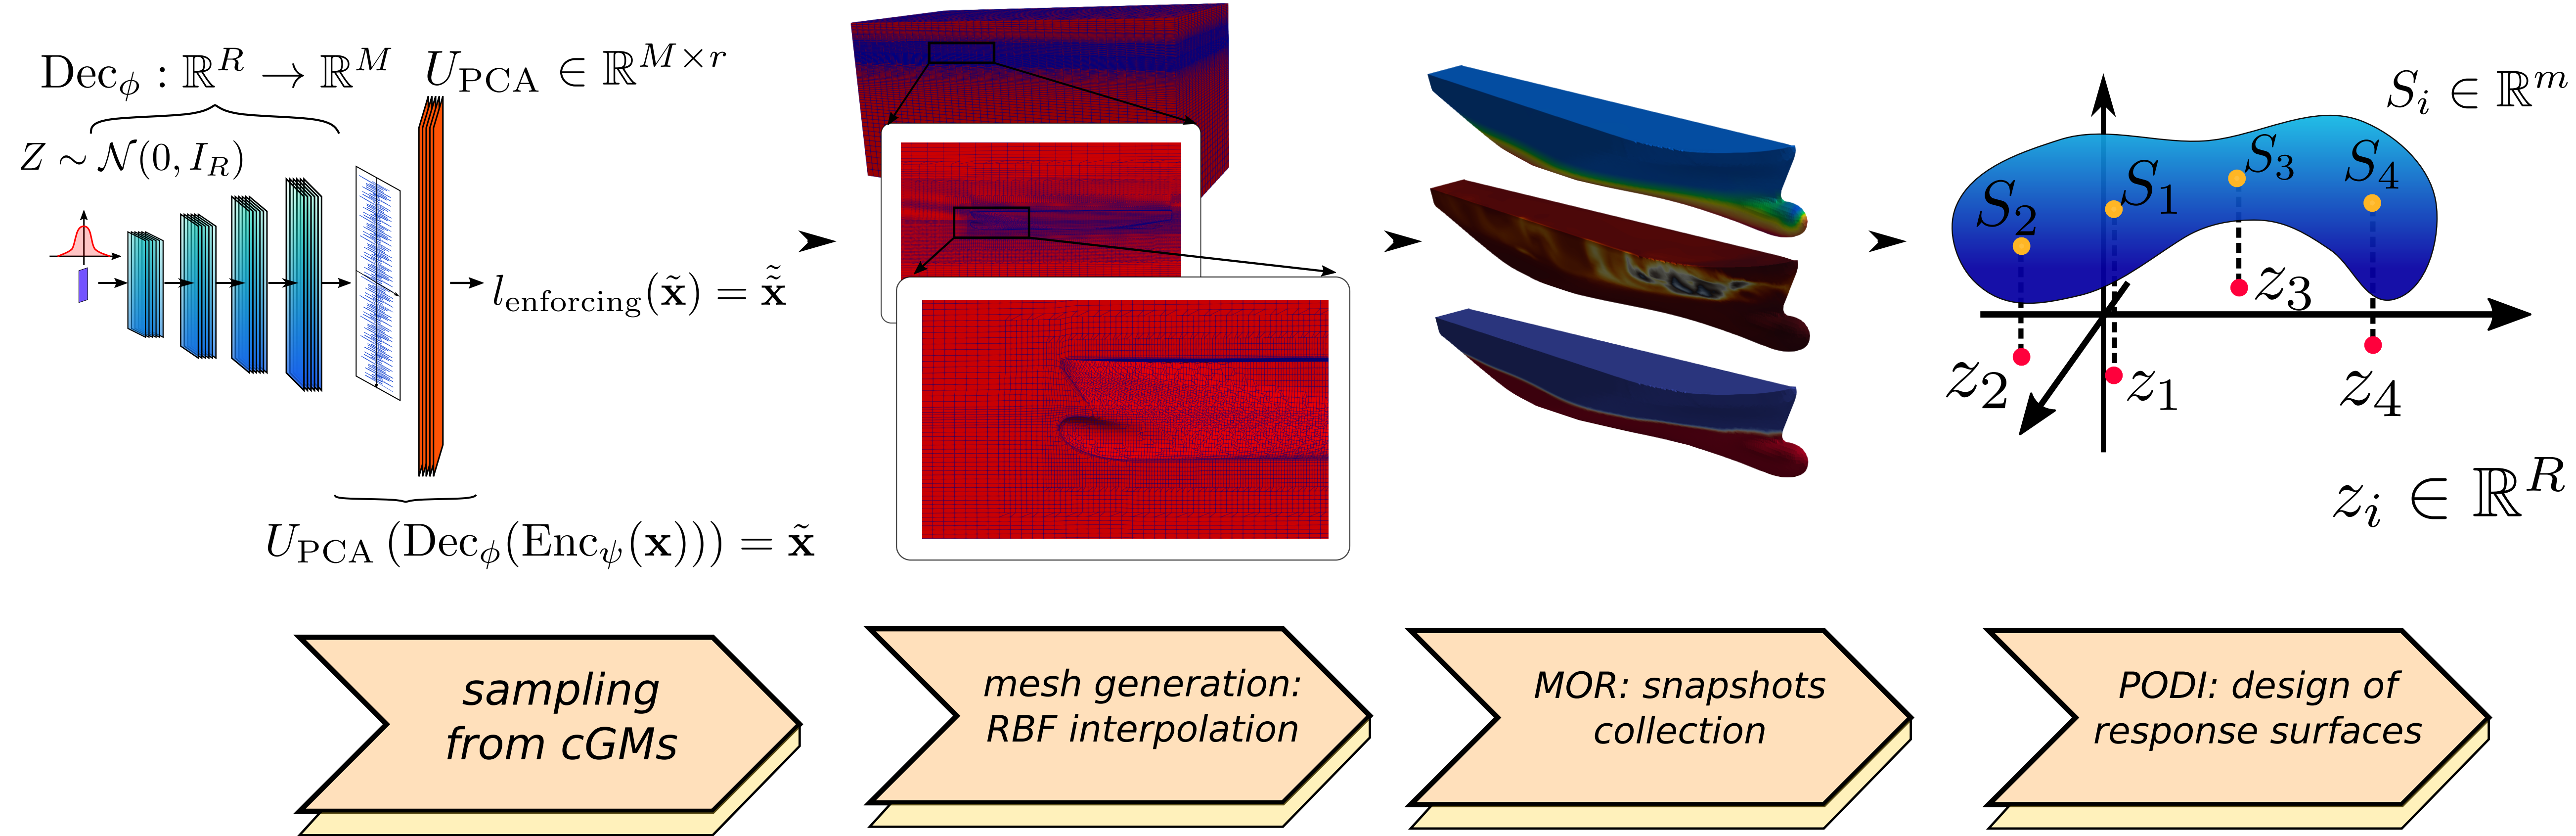 Dec_ϕ : ℝ^R → ℝ^M
U_PCA ∈ ℝ^{M×r}
Z ∼ 𝒩(0, I_R)
l_enforcing(x̃) = x̃̃
U_PCA (Dec_ϕ(Enc_ψ(x))) = x̃
S_i ∈ ℝ^m
S_2
S_1
S_3
S_4
z_2
z_1
z_3
z_4
z_i ∈ ℝ^R
sampling
from cGMs
mesh generation:
RBF interpolation
MOR: snapshots
collection
PODI: design of
response surfaces